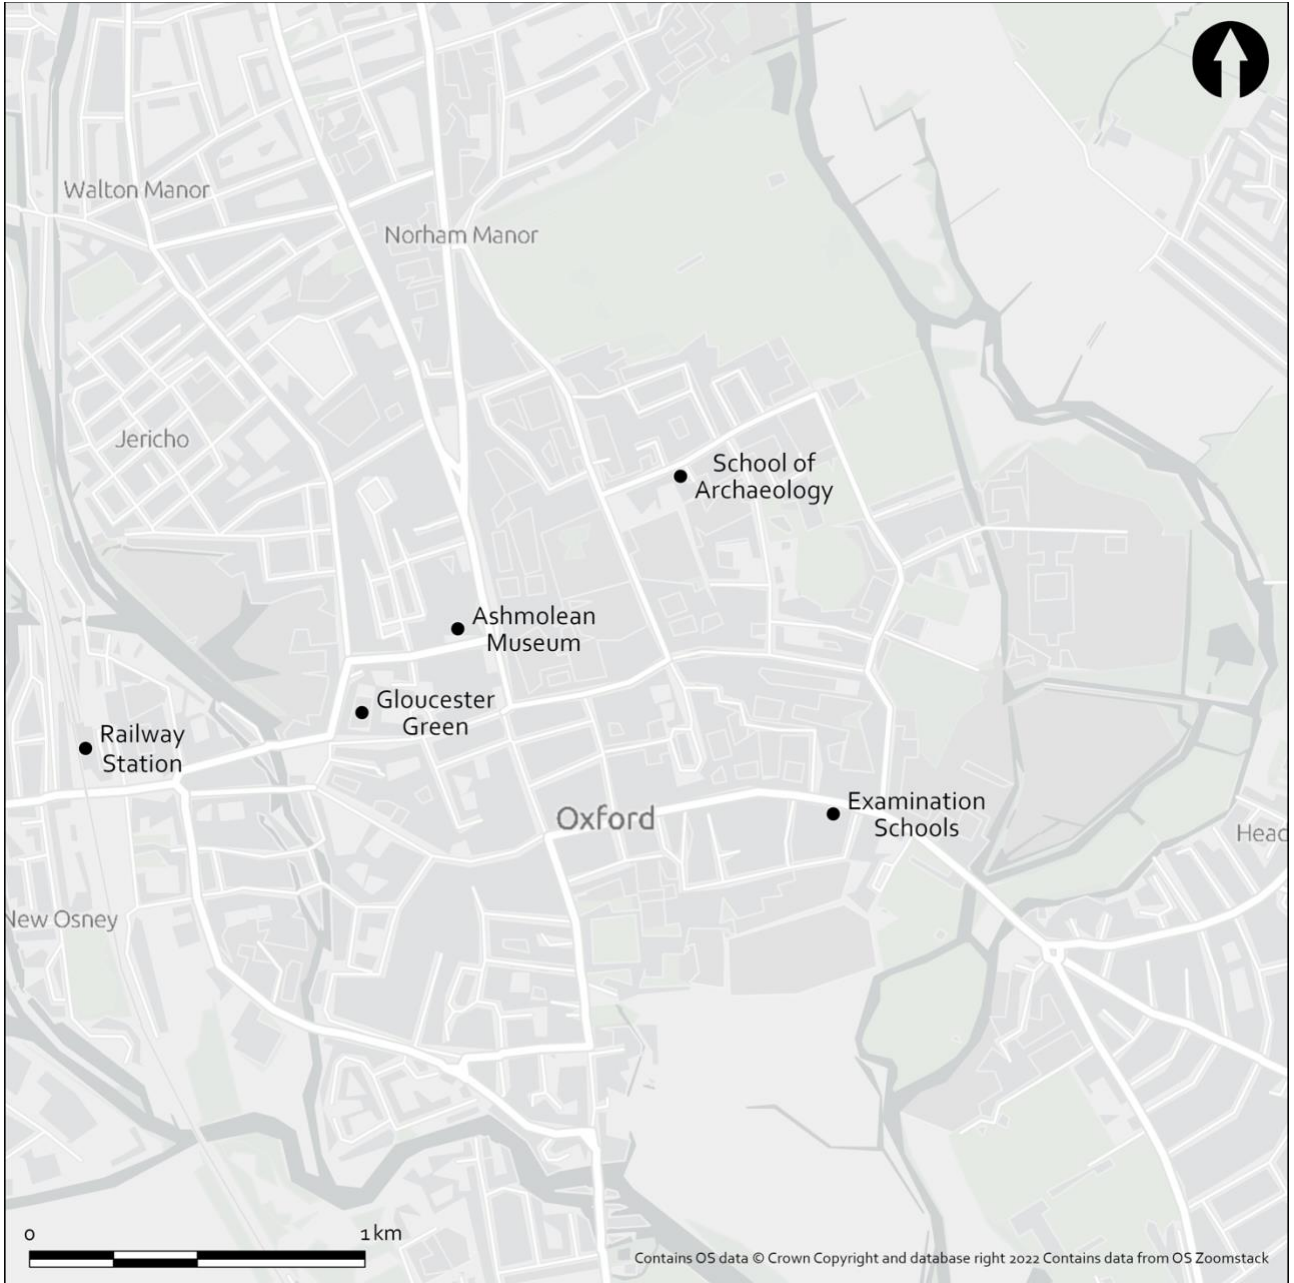 Walton Manor
Norham Manor
Jericho
School of
Archaeology
Ashmolean
Museum
Gloucester
Green
Railway
Station
Oxford
Examination
Schools
Head
New Osney
0 1 km
Contains OS data © Crown Copyright and database right 2022 Contains data from OS Zoomstack